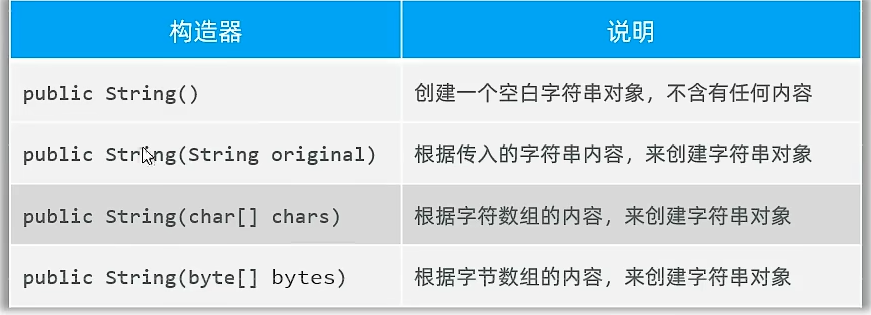 构造器 说明
public String() 创建一个空白字符串对象，不含有任何内容
public String(String original) 根据传入的字符串内容，来创建字符串对象
public String(char[] chars) 根据字符数组的内容，来创建字符串对象
public String(byte[] bytes) 根据字节数组的内容，来创建字符串对象